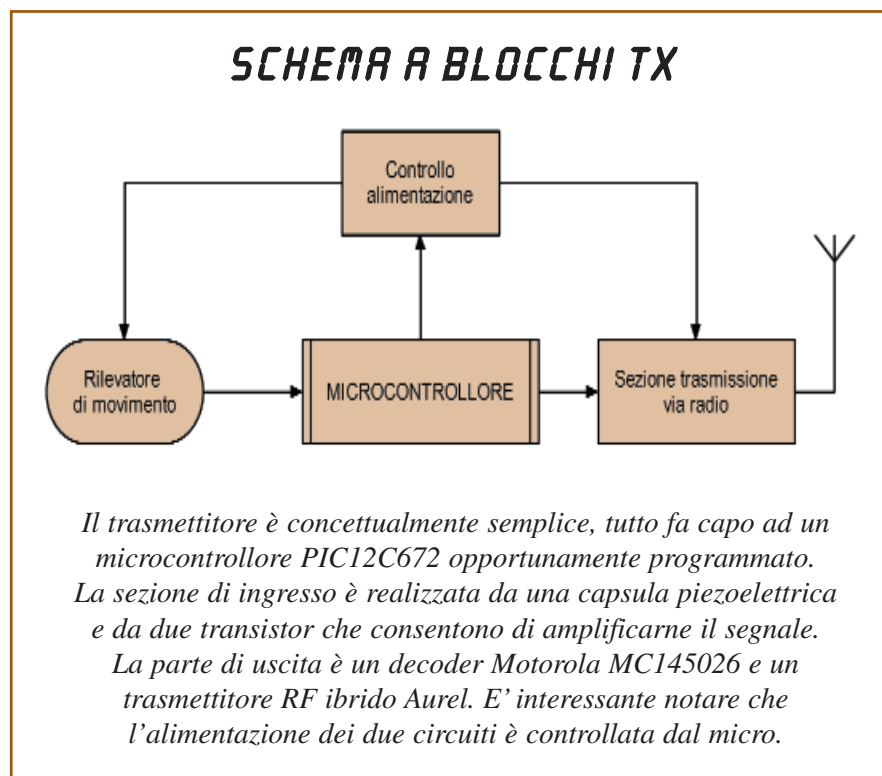 SCHEMA A BLOCCHI TX
Controllo
alimentazione
Rilevatore
di movimento
MICROCONTROLLORE
Sezione trasmissione
via radio
Il trasmettitore è concettualmente semplice, tutto fa capo ad un
microcontrollore PIC12C672 opportunamente programmato.
La sezione di ingresso è realizzata da una capsula piezoelettrica
e da due transistor che consentono di amplificarne il segnale.
La parte di uscita è un decoder Motorola MC145026 e un
trasmettitore RF ibrido Aurel. E’ interessante notare che
l’alimentazione dei due circuiti è controllata dal micro.